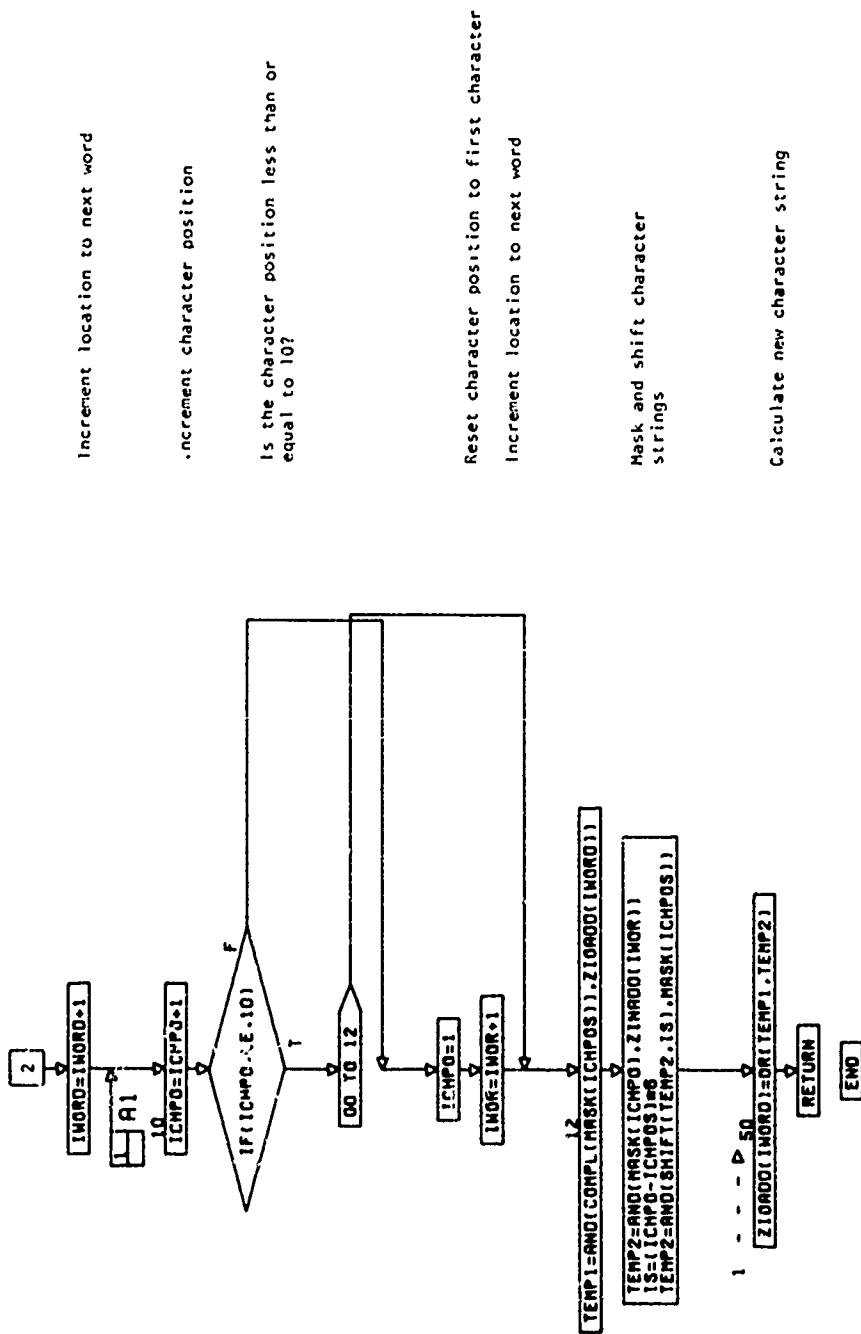 2
IWORD=IWORD+1
Increment location to next word
1 A1
10
ICHPO=ICHPO+1
.ncrement character position
IF(ICHPO.LE.10)
F
T
Is the character position less than or
equal to 10?
GO TO 12
ICHPO=1
Reset character position to first character
IWOR=IWOR+1
Increment location to next word
12
TEMP1=AND(COMPL(MASK(ICHPOS)),ZIOADD(IWORD))
TEMP2=AND(MASK(ICHPO),ZINADD(IWOR))
IS=(ICHPO-ICHPOS)*6
TEMP2=AND(SHIFT(TEMP2,IS),MASK(ICHPOS))
Mask and shift character
strings
1 - - - - 50
ZIOADD(IWORD)=OR(TEMP1,TEMP2)
Calculate new character string
RETURN
END